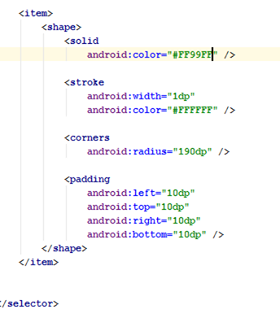 <item>
<shape>
<solid
android:color="#FF99FF" />
<stroke
android:width="1dp"
android:color="#FFFFFF" />
<corners
android:radius="190dp" />
<padding
android:left="10dp"
android:top="10dp"
android:right="10dp"
android:bottom="10dp" />
</shape>
</item>
</selector>